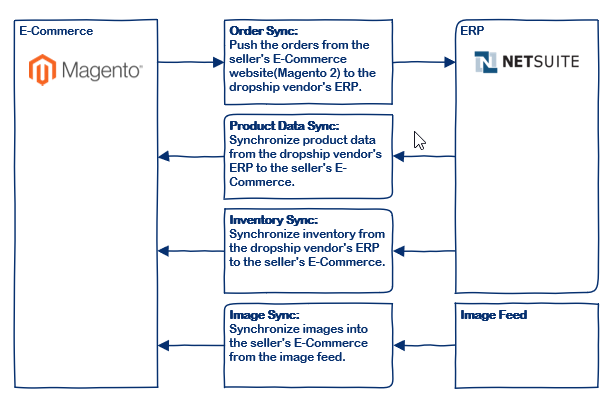 E-Commerce
Magento®
Order Sync:
Push the orders from the
seller's E-Commerce
website(Magento 2) to the
dropship vendor's ERP.
ERP
NETSUITE
Product Data Sync:
Synchronize product data
from the dropship vendor's
ERP to the seller's E-
Commerce.
Inventory Sync:
Synchronize inventory from
the dropship vendor's ERP
to the seller's E-Commerce.
Image Sync:
Synchronize images into
the seller's E-Commerce
from the image feed.
Image Feed